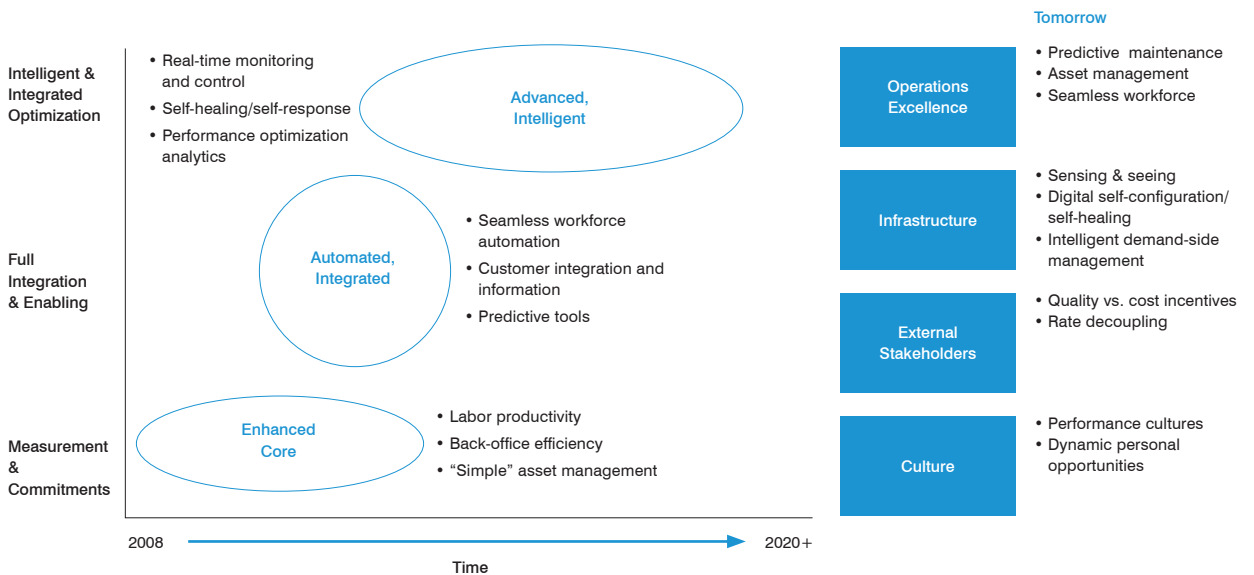 Tomorrow
Intelligent &
Integrated
Optimization
• Real-time monitoring
and control
• Self-healing/self-response
• Performance optimization
analytics
Advanced,
Intelligent
Operations
Excellence
• Predictive maintenance
• Asset management
• Seamless workforce
Full
Integration
& Enabling
Automated,
Integrated
• Seamless workforce
automation
• Customer integration and
information
• Predictive tools
Infrastructure
• Sensing & seeing
• Digital self-configuration/
self-healing
• Intelligent demand-side
management
External
Stakeholders
• Quality vs. cost incentives
• Rate decoupling
Measurement
&
Commitments
Enhanced
Core
• Labor productivity
• Back-office efficiency
• “Simple” asset management
Culture
• Performance cultures
• Dynamic personal
opportunities
2008
2020+
Time